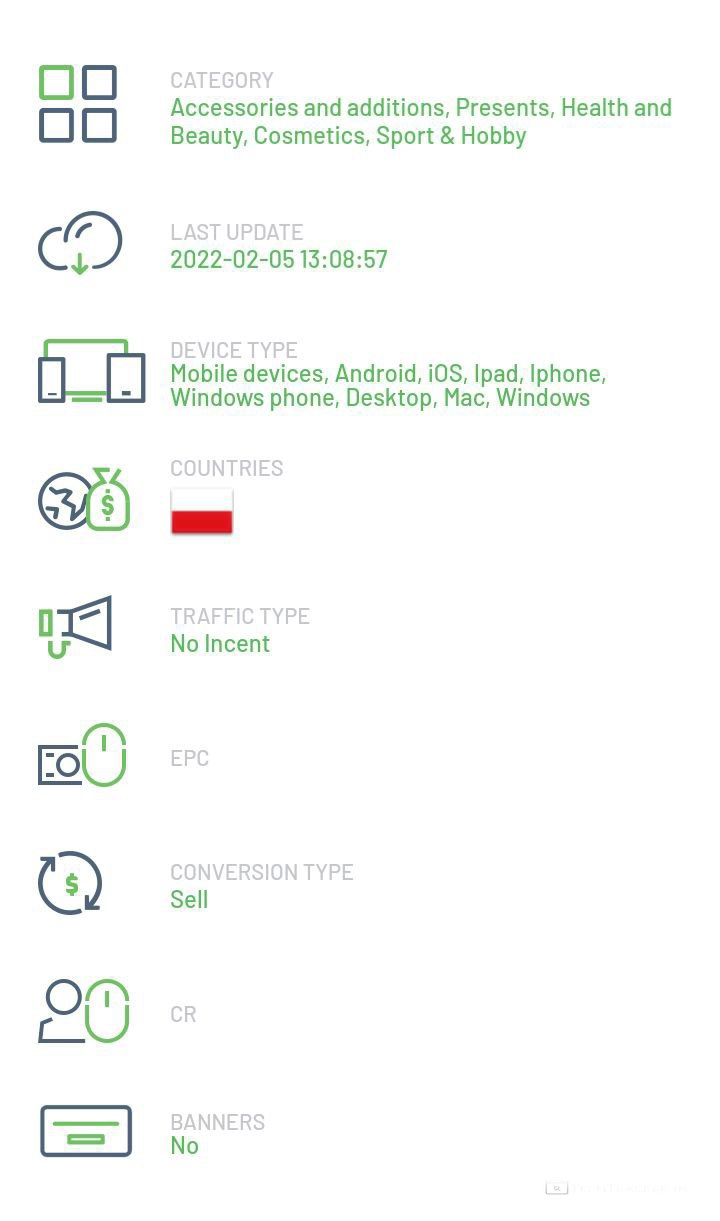 CATEGORY
Accessories and additions, Presents, Health and
Beauty, Cosmetics, Sport & Hobby
LAST UPDATE
2022-02-05 13:08:57
DEVICE TYPE
Mobile devices, Android, iOS, Ipad, Iphone,
Windows phone, Desktop, Mac, Windows
COUNTRIES
$
TRAFFIC TYPE
No Incent
EPC
CONVERSION TYPE
$
Sell
CR
BANNERS
No